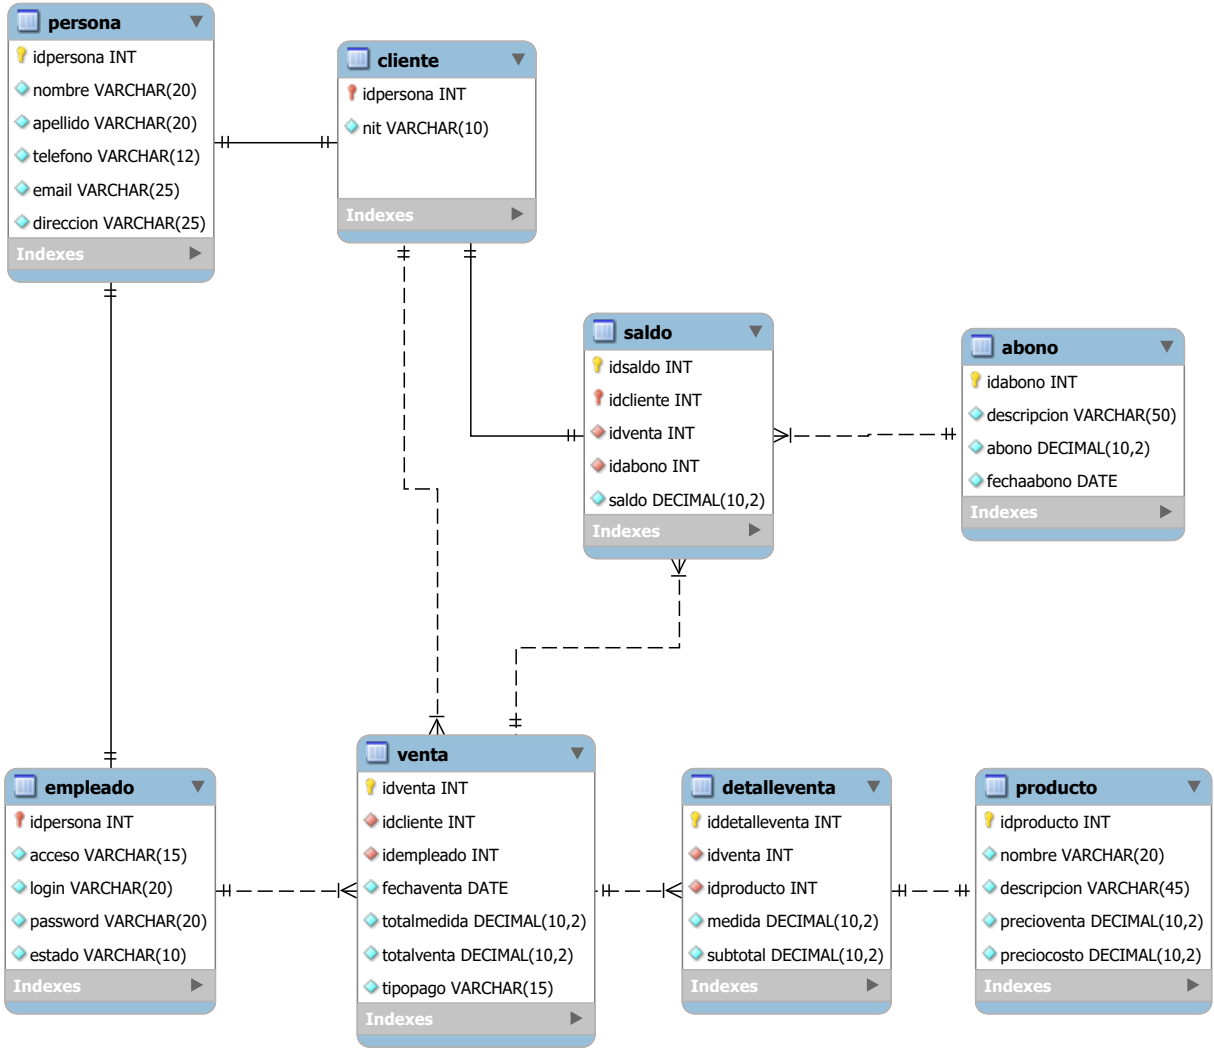 persona
idpersona INT
nombre VARCHAR(20)
apellido VARCHAR(20)
telefono VARCHAR(12)
email VARCHAR(25)
direccion VARCHAR(25)
Indexes
cliente
idpersona INT
nit VARCHAR(10)
Indexes
saldo
idsaldo INT
idcliente INT
idventa INT
idabono INT
saldo DECIMAL(10,2)
Indexes
abono
idabono INT
descripcion VARCHAR(50)
abono DECIMAL(10,2)
fechaabono DATE
Indexes
empleado
idpersona INT
acceso VARCHAR(15)
login VARCHAR(20)
password VARCHAR(20)
estado VARCHAR(10)
Indexes
venta
idventa INT
idcliente INT
idempleado INT
fechaventa DATE
totalmedida DECIMAL(10,2)
totalventa DECIMAL(10,2)
tipopago VARCHAR(15)
Indexes
detalleventa
iddetalleventa INT
idventa INT
idproducto INT
medida DECIMAL(10,2)
subtotal DECIMAL(10,2)
Indexes
producto
idproducto INT
nombre VARCHAR(20)
descripcion VARCHAR(45)
precioventa DECIMAL(10,2)
preciocosto DECIMAL(10,2)
Indexes